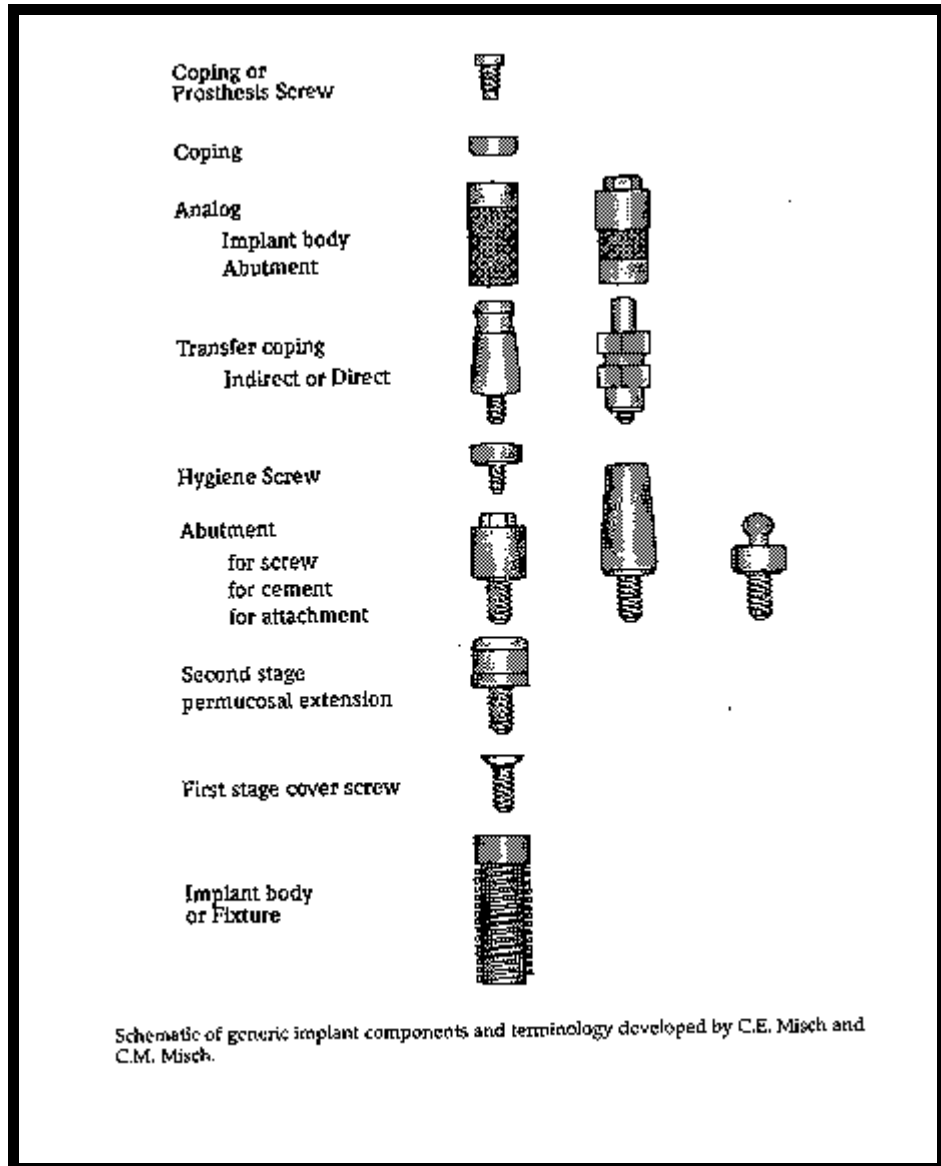 Coping or
Prosthesis Screw
Coping
Analog
Implant body
Abutment
Transfer coping
Indirect or Direct
Hygiene Screw
Abutment
for screw
for cement
for attachment
Second stage
permucosal extension
First stage cover screw
Implant body
or Fixture
Schematic of generic implant components and terminology developed by C.E. Misch and
C.M. Misch.